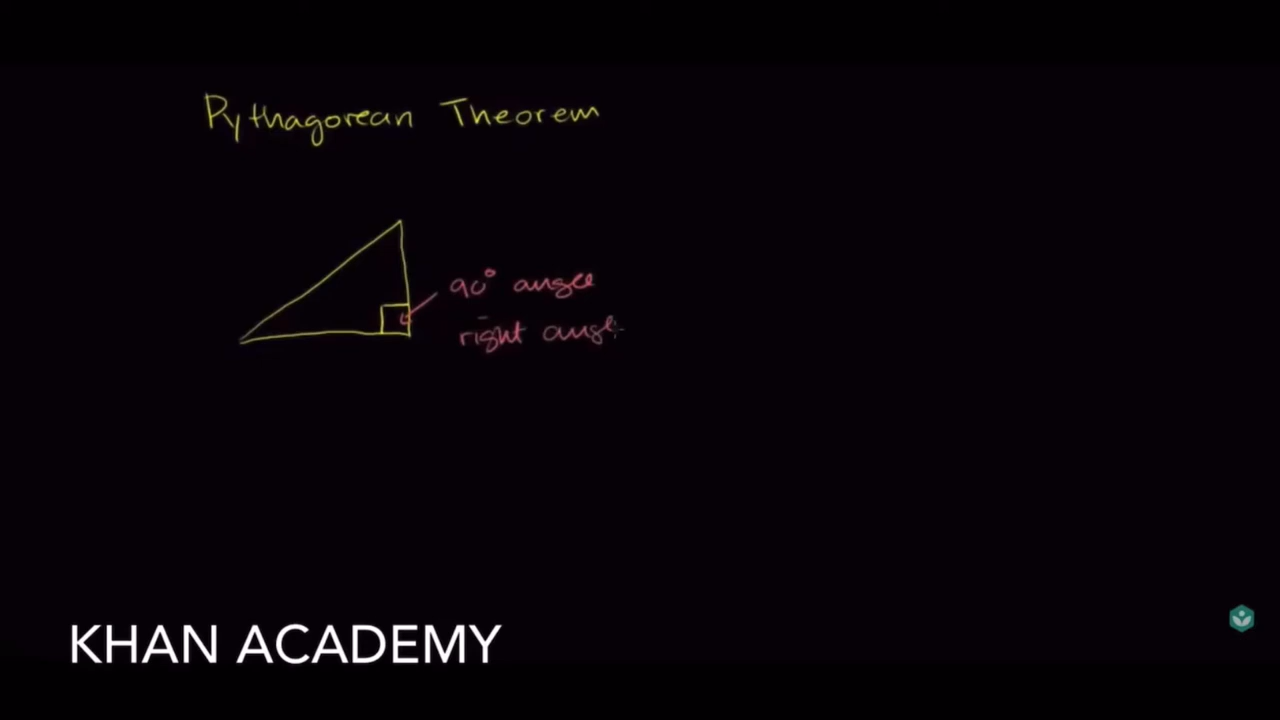 Pythagorean Theorem
90° angle
right angle
KHAN ACADEMY